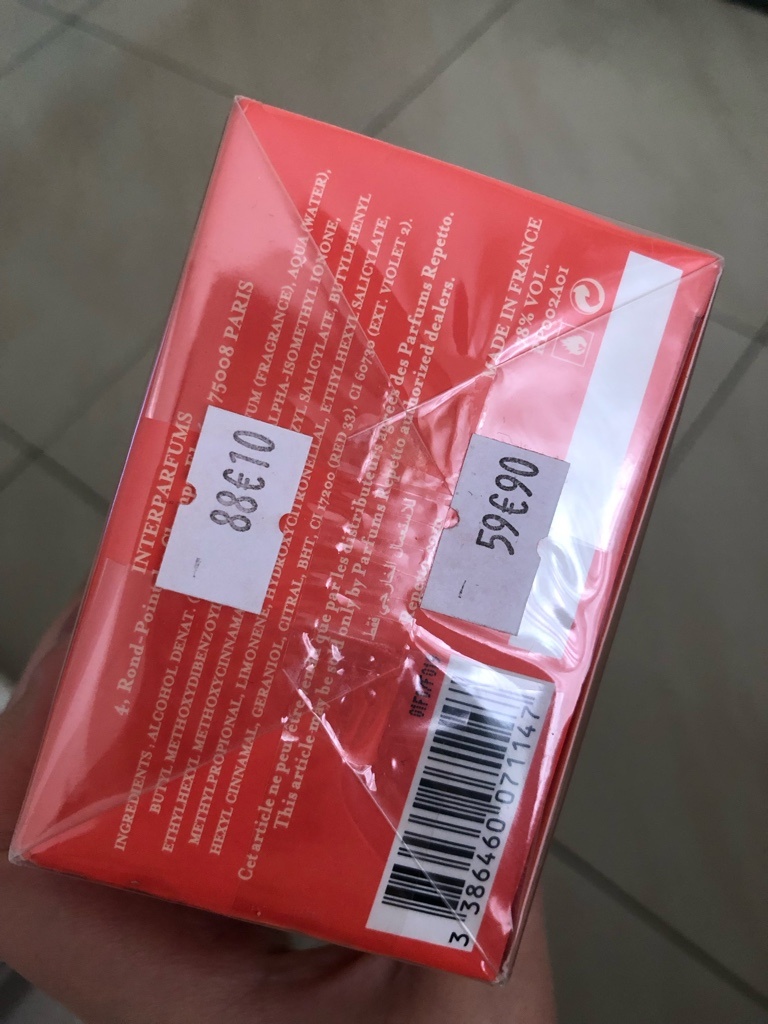 INTERPARFUMS
4, Rond-Point 75008 PARIS
INGREDIENTS: ALCOHOL DENAT. (FRAGRANCE), AQUA (WATER),
BUTYL METHOXYDIBENZOYL ALPHA-ISOMETHYL IONONE,
ETHYLHEXYL METHOXYCINNAMATE SALICYLATE, BUTYLPHENYL
METHYLPROPIONAL, LIMONENE, HYDROXYCITRONELLAL, ETHYLHEXYL SALICYLATE,
HEXYL CINNAMAL, GERANIOL, CITRAL, BHT, CI 17200 (RED 33), CI 60730 (EXT. VIOLET 2).
Cet article ne peut être que par les distributeurs agréés des Parfums Repetto.
This article may be only by Parfums Repetto authorized dealers.
MADE IN FRANCE
8% VOL.
88€10
59€90
3 386460 071147